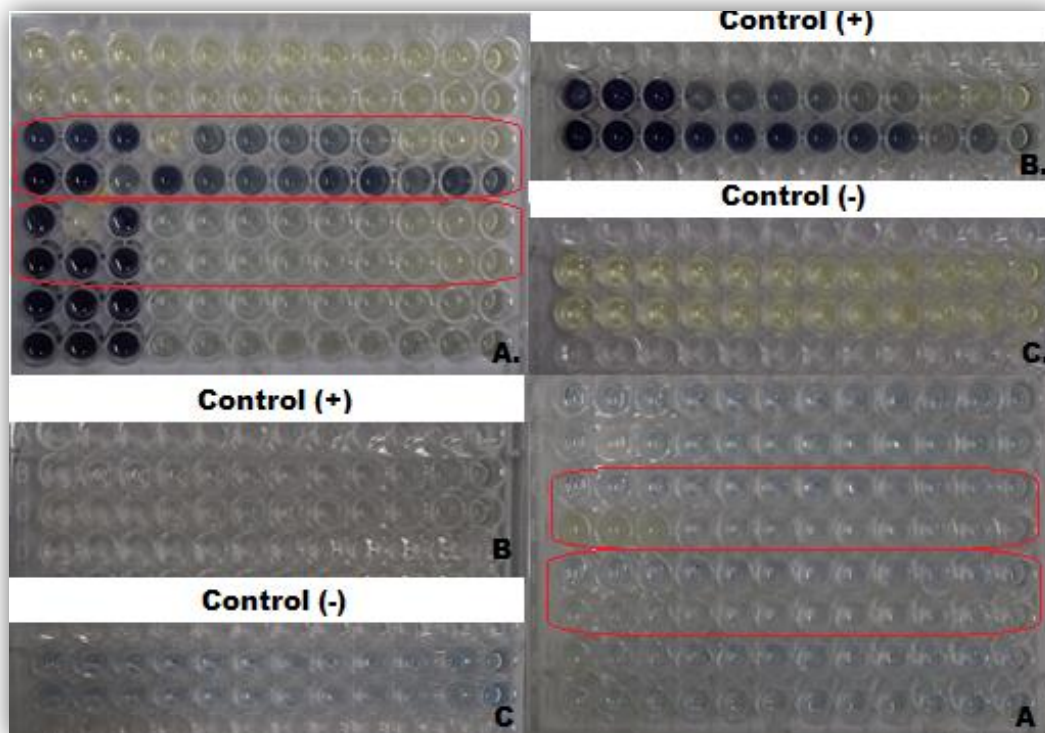 Control (+)
B.
Control (-)
A.
C.
Control (+)
B
Control (-)
C
A